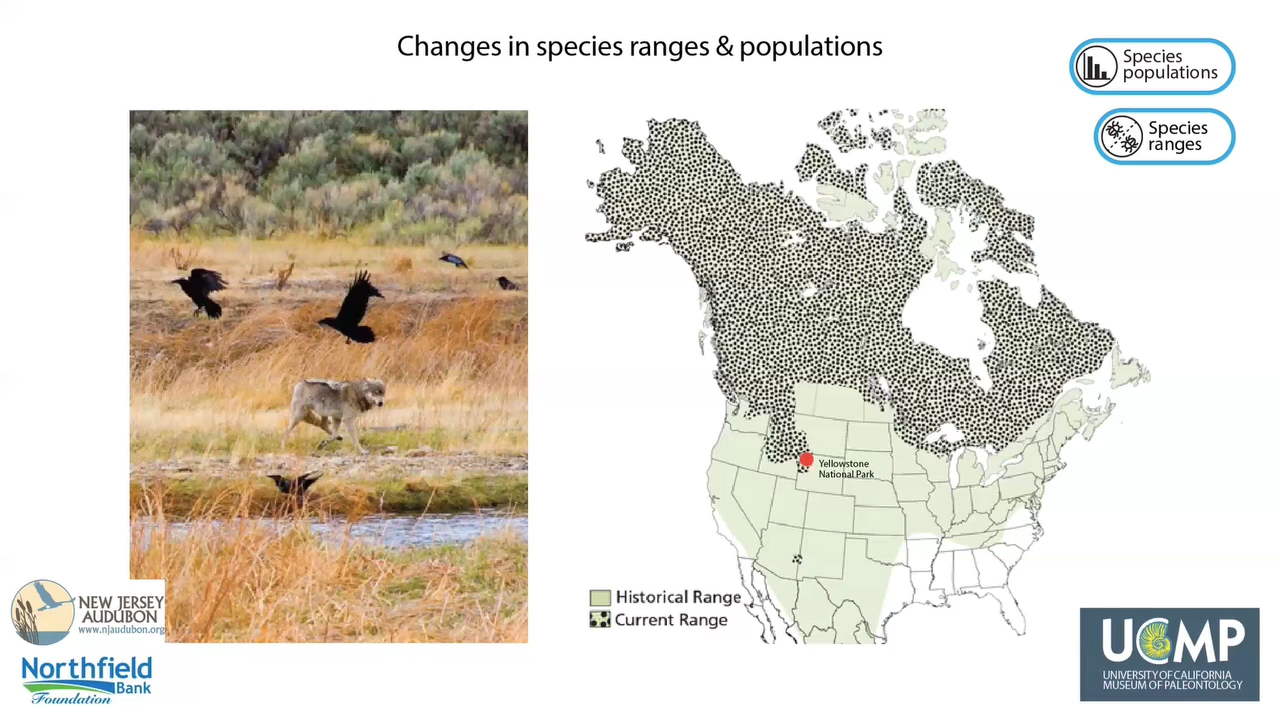 Changes in species ranges & populations
Species
populations
Species
ranges
Yellowstone
National Park
Historical Range
Current Range
NEW JERSEY
AUDUBON
www.njaudubon.org
Northfield
Bank
Foundation
UCMP
UNIVERSITY OF CALIFORNIA
MUSEUM OF PALEONTOLOGY